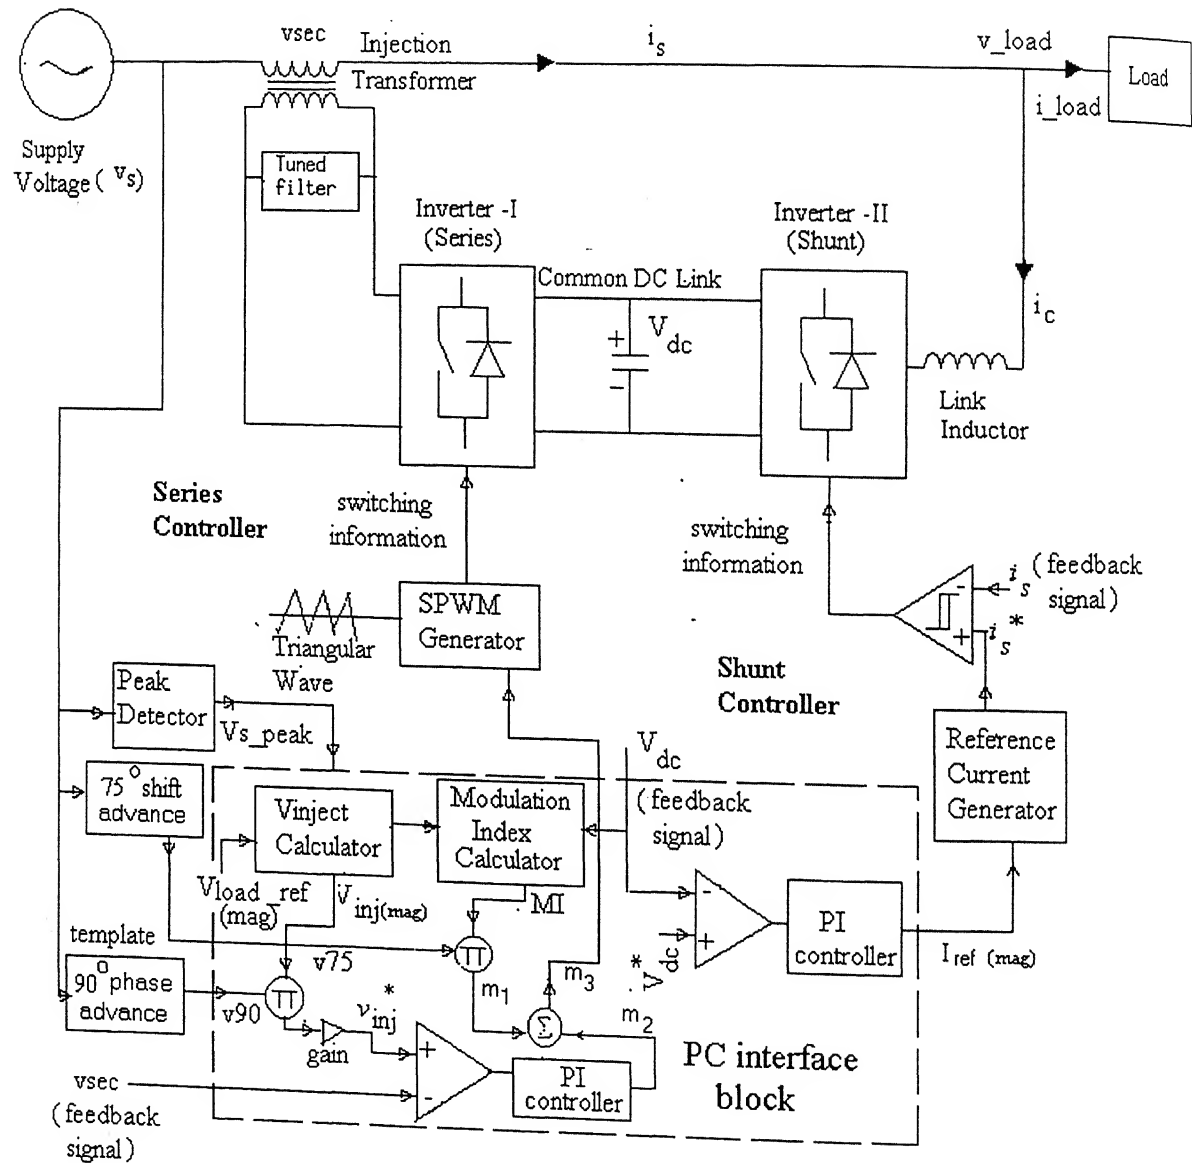 vsec
Injection
Transformer
i_s
v_load
i_load
Load
Supply
Voltage ( v_s)
Tuned
filter
Inverter -I
(Series)
Inverter -II
(Shunt)
Common DC Link
+
V_dc
-
i_c
Link
Inductor
Series
Controller
switching
information
switching
information
SPWM
Generator
Triangular
Wave
i_s (feedback
signal)
-
+
i_s*
Shunt
Controller
Peak
Detector
Vs_peak
75° shift
advance
Vinject
Calculator
Modulation
Index
Calculator
V_dc
(feedback
signal)
Reference
Current
Generator
Vload_ref
(mag)
V_inj(mag)
MI
-
+
V_dc*
PI
controller
I_ref (mag)
template
90° phase
advance
v75
v90
π
π
m_1
m_3
m_2
Σ
v_inj*
gain
+
-
PI
controller
PC interface
block
vsec
(feedback
signal)